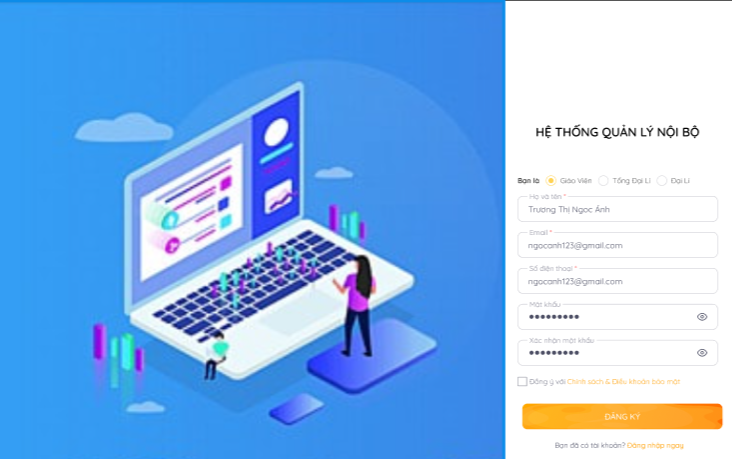 HỆ THỐNG QUẢN LÝ NỘI BỘ
Bạn là Giáo Viên Tổng Đại Lí Đại Lí
Họ và tên *
Trương Thị Ngọc Ánh
Email *
ngocanh123@gmail.com
Số điện thoại *
ngocanh123@gmail.com
Mật khẩu
Xác nhận mật khẩu
Đồng ý với Chính sách & Điều khoản bảo mật
ĐĂNG KÝ
Bạn đã có tài khoản? Đăng nhập ngay